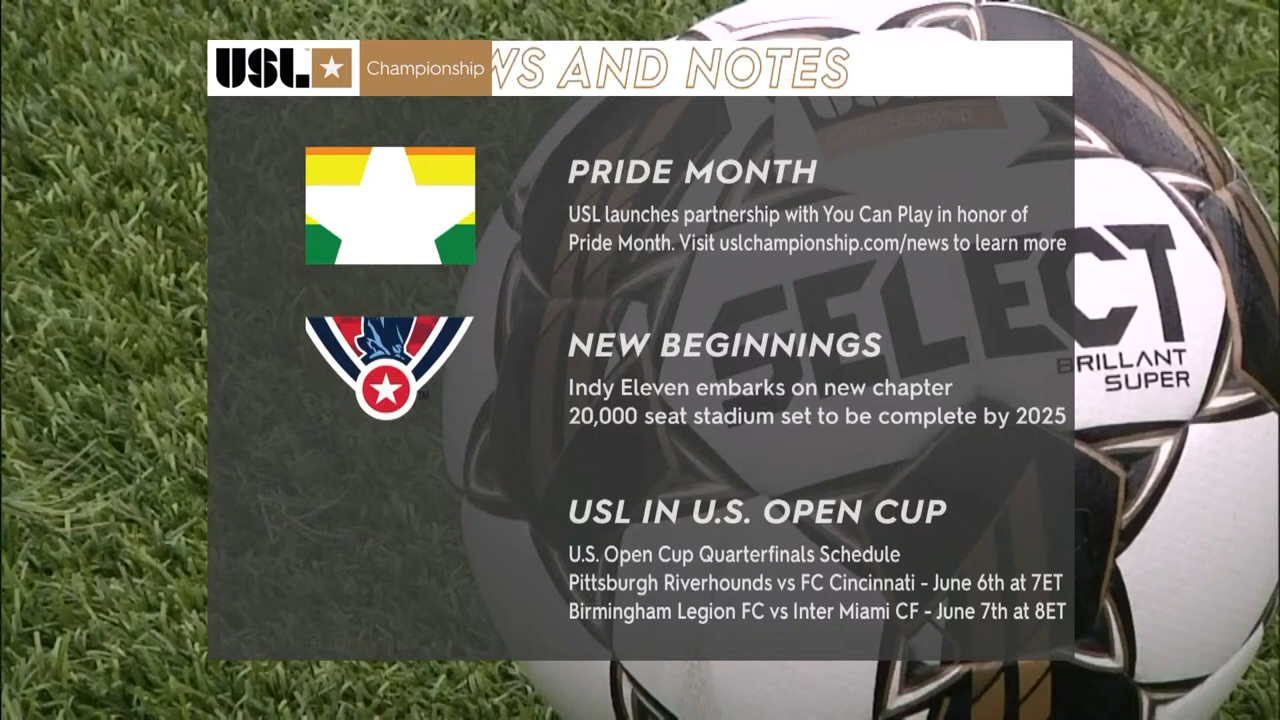 USL Championship WS AND NOTES
PRIDE MONTH
USL launches partnership with You Can Play in honor of
Pride Month. Visit uslchampionship.com/news to learn more
NEW BEGINNINGS
Indy Eleven embarks on new chapter
20,000 seat stadium set to be complete by 2025
USL IN U.S. OPEN CUP
U.S. Open Cup Quarterfinals Schedule
Pittsburgh Riverhounds vs FC Cincinnati - June 6th at 7ET
Birmingham Legion FC vs Inter Miami CF - June 7th at 8ET
SELECT
BRILLANT
SUPER
TM